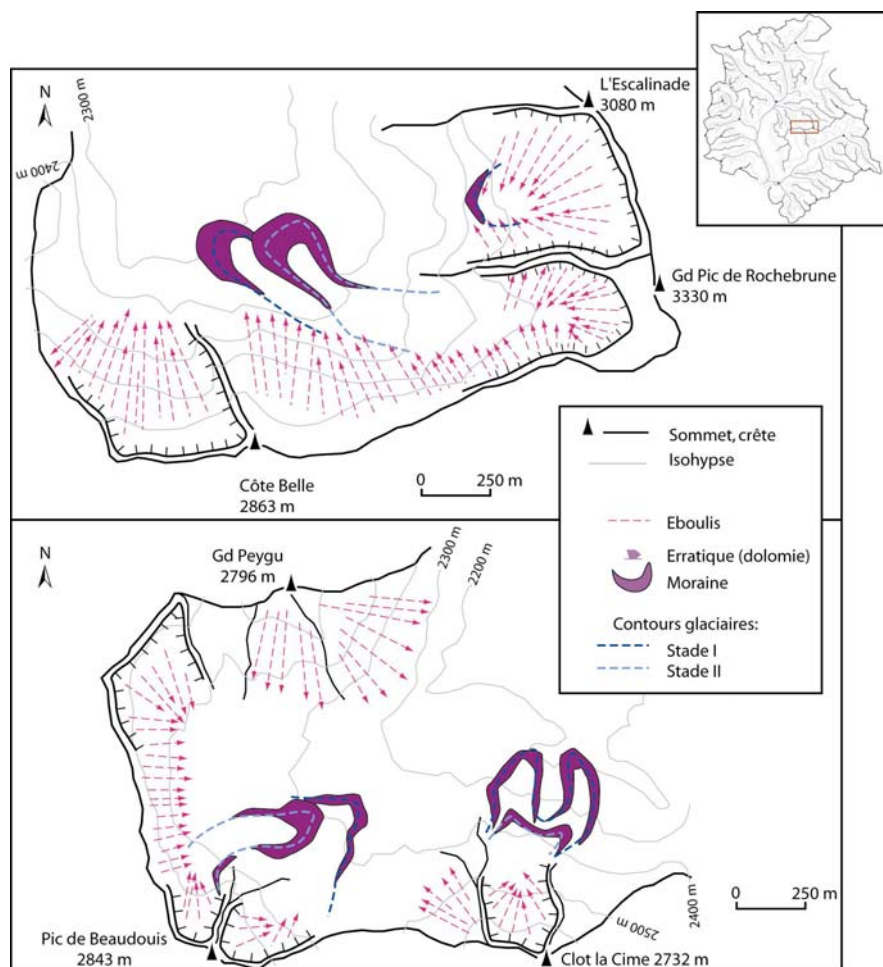 L'Escalinade
3080 m
N
2300 m
2400 m
Gd Pic de Rochebrune
3330 m
Côte Belle
2863 m
0 250 m
Sommet, crête
Isohypse
Eboulis
Erratique (dolomie)
Moraine
Contours glaciaires:
Stade I
Stade II
N
Gd Peygu
2796 m
2300 m
2200 m
Pic de Beaudouis
2843 m
Clot la Cime 2732 m
2500 m
2400 m
0 250 m